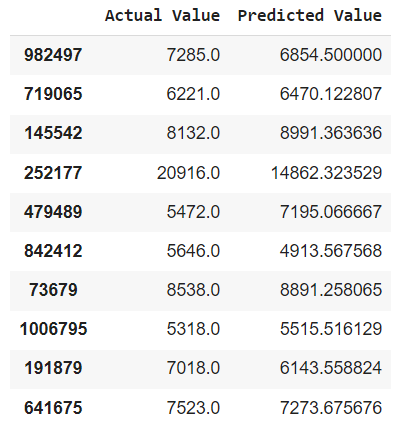 Actual Value Predicted Value
982497 7285.0 6854.500000
719065 6221.0 6470.122807
145542 8132.0 8991.363636
252177 20916.0 14862.323529
479489 5472.0 7195.066667
842412 5646.0 4913.567568
73679 8538.0 8891.258065
1006795 5318.0 5515.516129
191879 7018.0 6143.558824
641675 7523.0 7273.675676